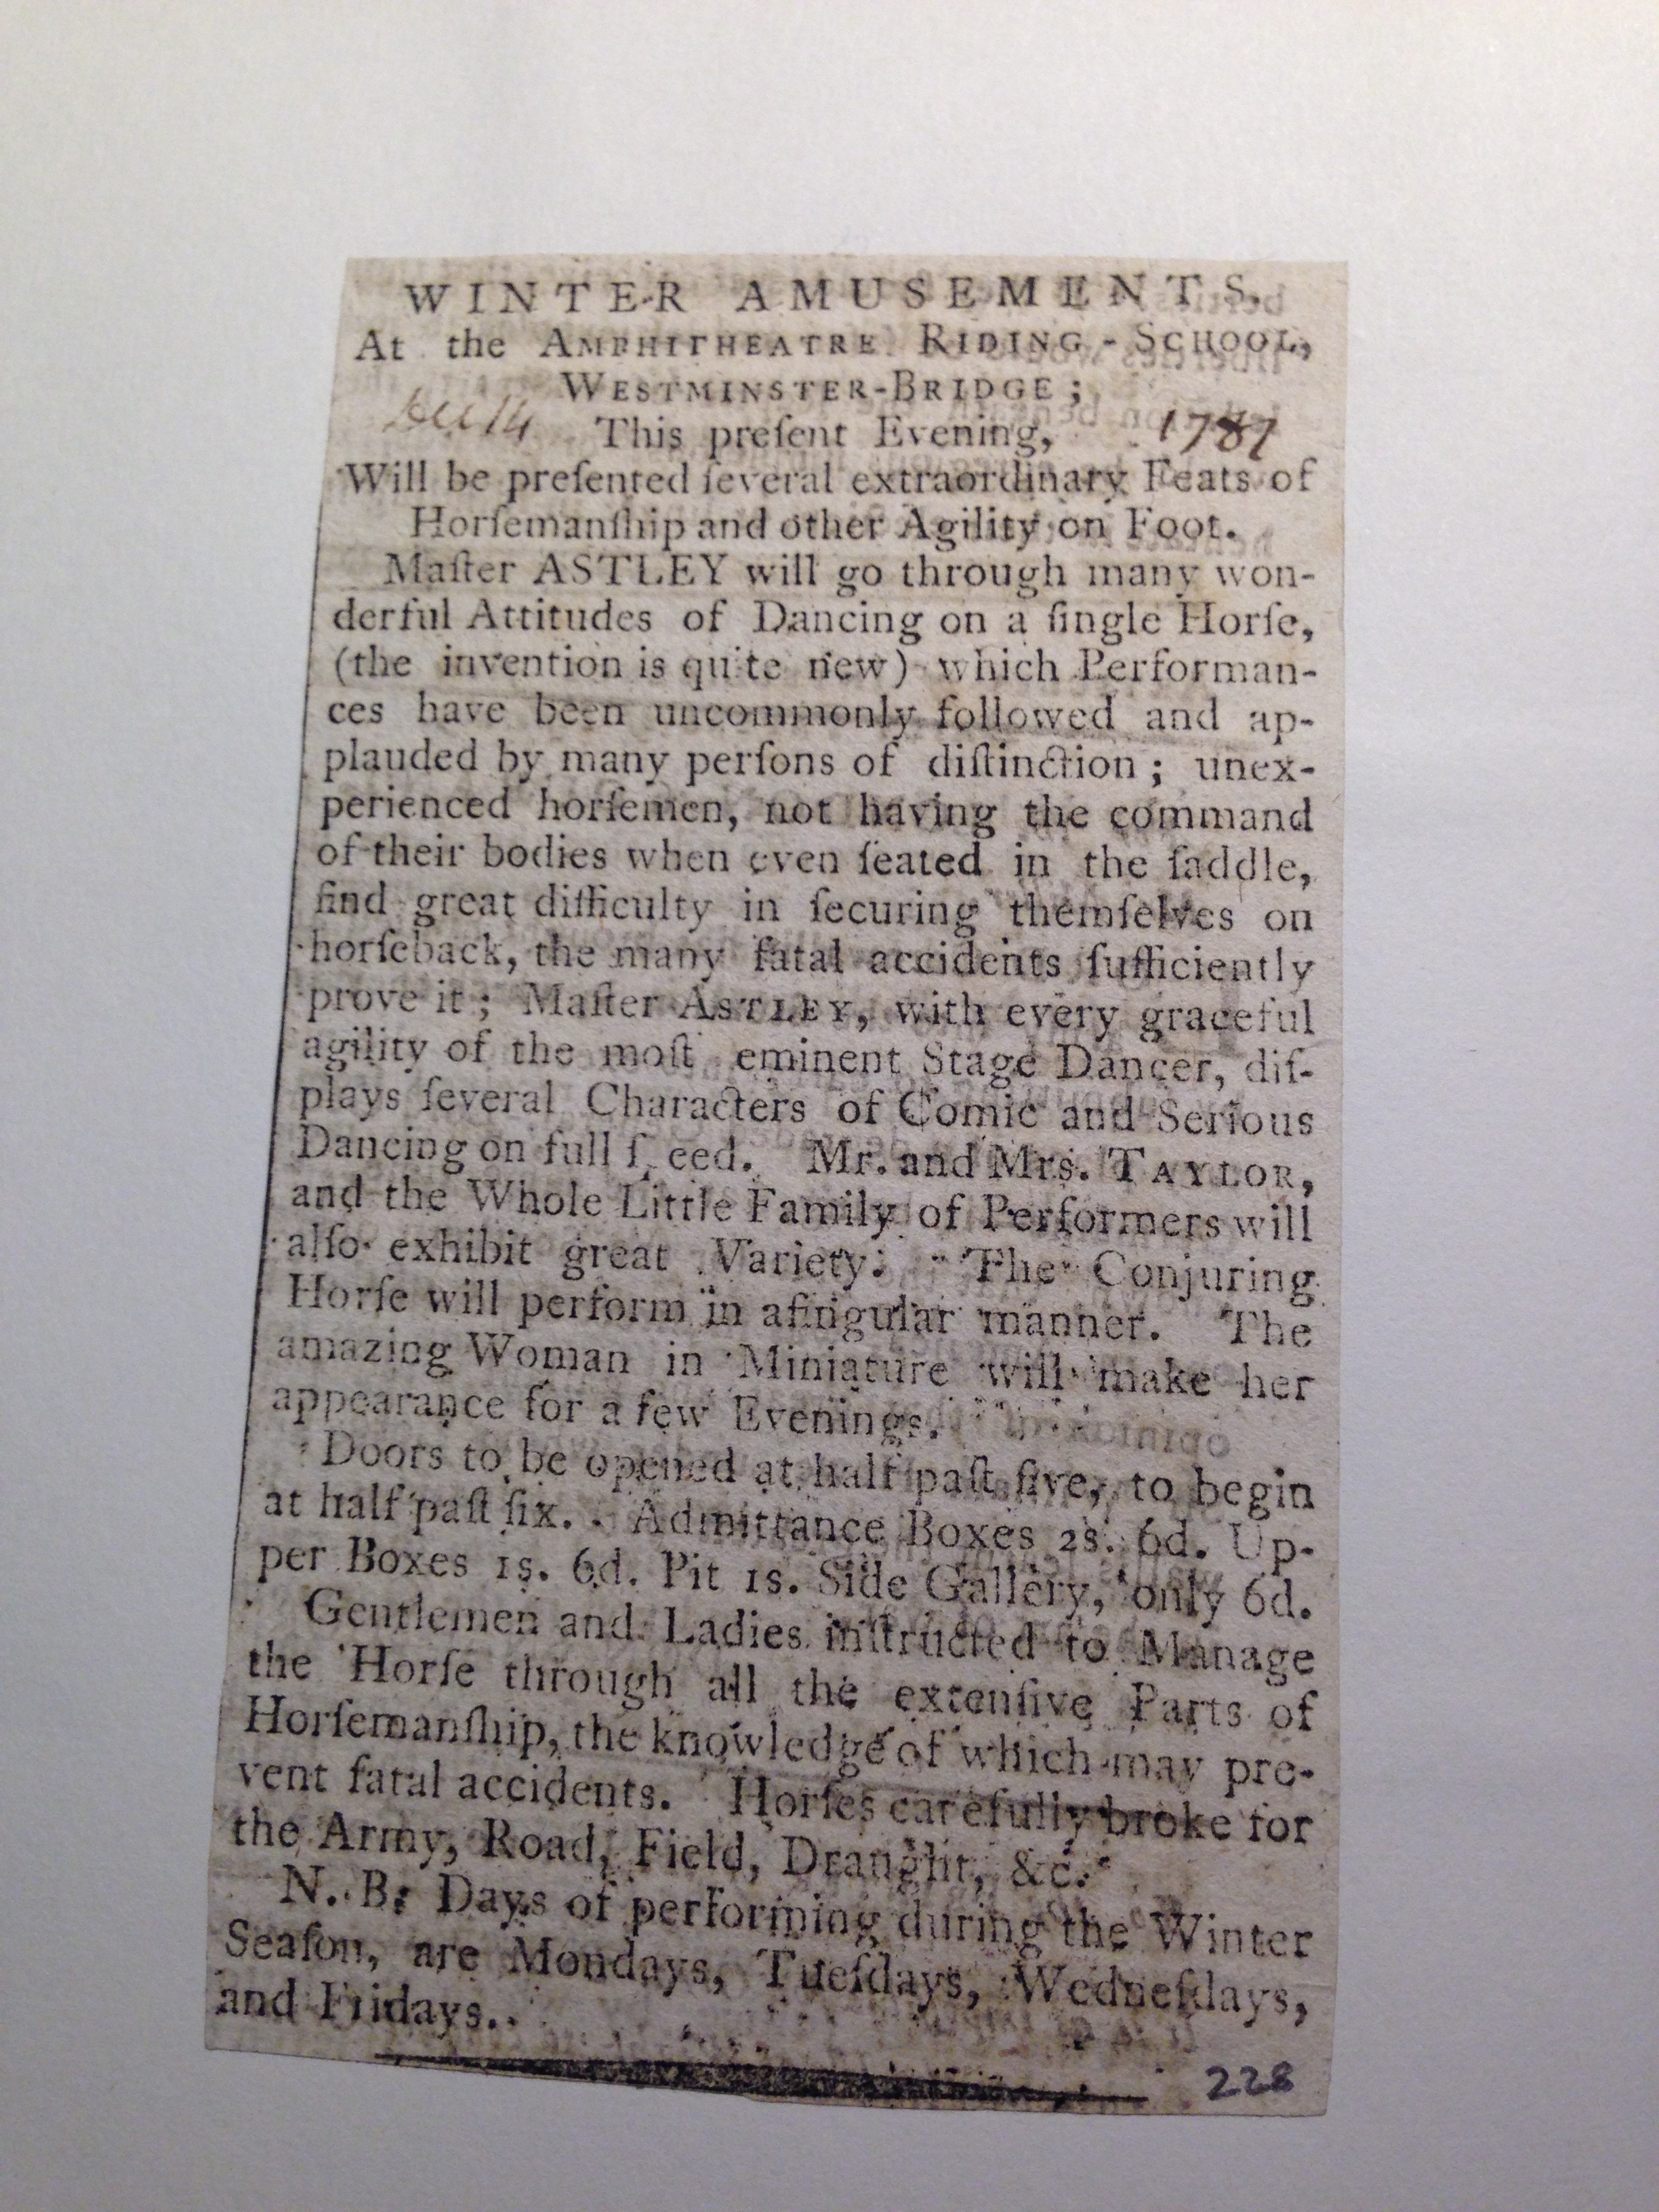 WINTER AMUSEMENTS,
At the AMPHITHEATRE RIDING-SCHOOL,
WESTMINSTER-BRIDGE;
Dec 14 This preſent Evening, 1787
Will be preſented ſeveral extraordinary Feats of
Horſemanſhip and other Agility on Foot.
Maſter ASTLEY will go through many won-
derful Attitudes of Dancing on a ſingle Horſe,
(the invention is quite new) which Performan-
ces have been uncommonly followed and ap-
plauded by many perſons of diſtinction; unex-
perienced horſemen, not having the command
of their bodies when even ſeated in the ſaddle,
find great difficulty in ſecuring themſelves on
horſeback, the many fatal accidents ſufficiently
prove it; Maſter ASTLEY, with every graceful
agility of the moſt eminent Stage Dancer, diſ-
plays ſeveral Characters of Comic and Serious
Dancing on full ſpeed. Mr. and Mrs. TAYLOR,
and the Whole Little Family of Performers will
alſo exhibit great Variety. The Conjuring
Horſe will perform in aſingular manner. The
amazing Woman in Miniature will make her
appearance for a few Evenings.
Doors to be opened at half paſt five, to begin
at half paſt ſix. Admittance Boxes 2s. 6d. Up-
per Boxes 1s. 6d. Pit 1s. Side Gallery, only 6d.
Gentlemen and Ladies inſtructed to Manage
the Horſe through all the extenſive Parts of
Horſemanſhip, the knowledge of which may pre-
vent fatal accidents. Horſes carefully broke for
the Army, Road, Field, Draught, &c.
N. B. Days of performing during the Winter
Seaſon, are Mondays, Tueſdays, Wedneſdays,
and Fridays.
228